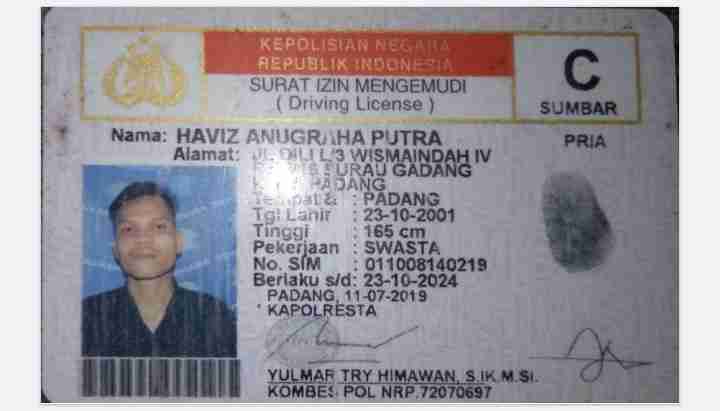 KEPOLISIAN NEGARA
REPUBLIK INDONESIA
SURAT IZIN MENGEMUDI
( Driving License )
C
SUMBAR
Nama: HAVIZ ANUGRAHA PUTRA
PRIA
Alamat: JL DILI L/3 WISMAINDAH IV
SURAU GADANG
PADANG
Tempat & : PADANG
Tgl Lahir : 23-10-2001
Tinggi : 165 cm
Pekerjaan : SWASTA
No. SIM : 011008140219
Berlaku s/d: 23-10-2024
PADANG, 11-07-2019
KAPOLRESTA
YULMAR TRY HIMAWAN, S.IK.M.Si.
KOMBES POL NRP.72070697